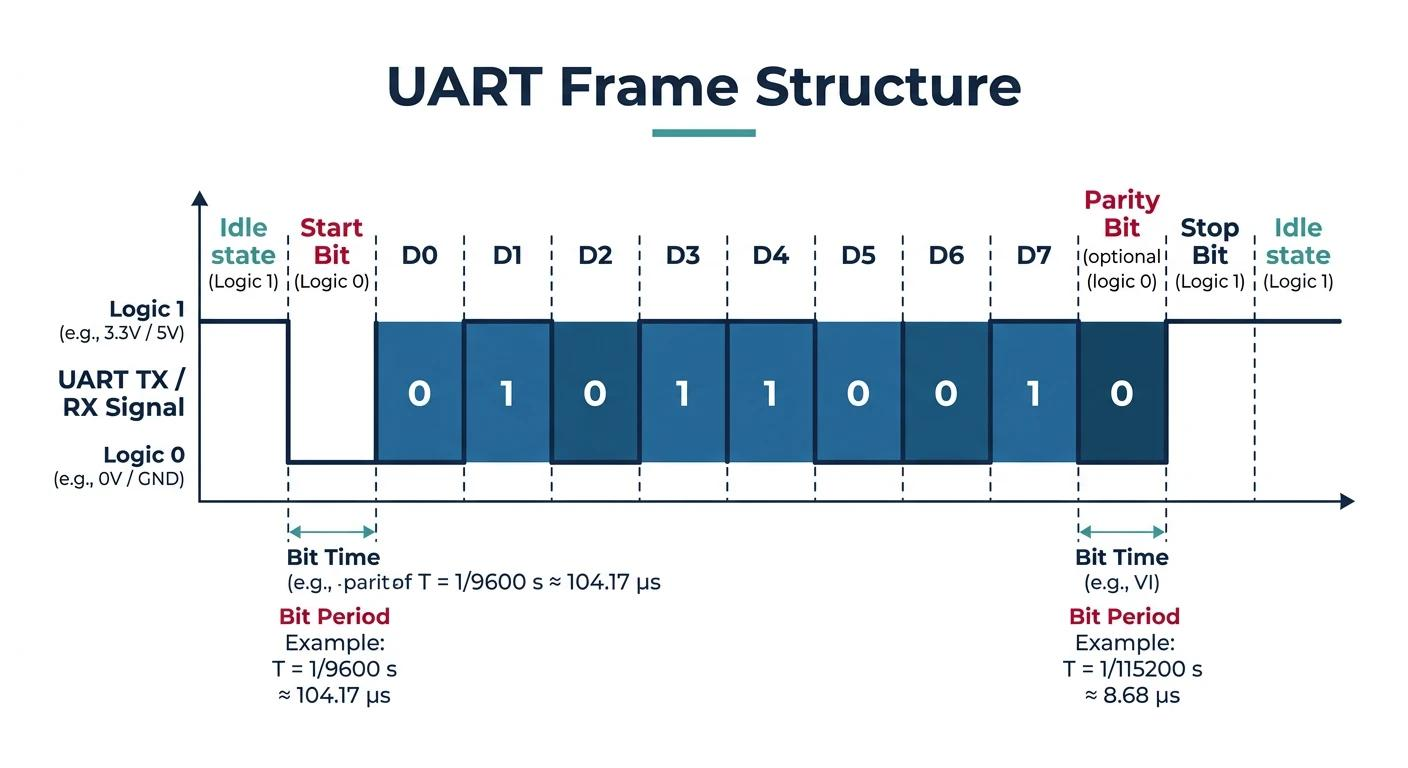 UART Frame Structure
Idle state
(Logic 1)
Start Bit
(Logic 0)
D0
D1
D2
D3
D4
D5
D6
D7
Parity Bit
(optional
(logic 0)
Stop Bit
(Logic 1)
Idle state
(Logic 1)
Logic 1
(e.g., 3.3V / 5V)
UART TX /
RX Signal
Logic 0
(e.g., 0V / GND)
0 1 0 1 1 0 0 1 0
Bit Time
(e.g., -paritof T = 1/9600 s ≈ 104.17 µs
Bit Period
Example:
T = 1/9600 s
≈ 104.17 µs
Bit Time
(e.g., VI)
Bit Period
Example:
T = 1/115200 s
≈ 8.68 µs